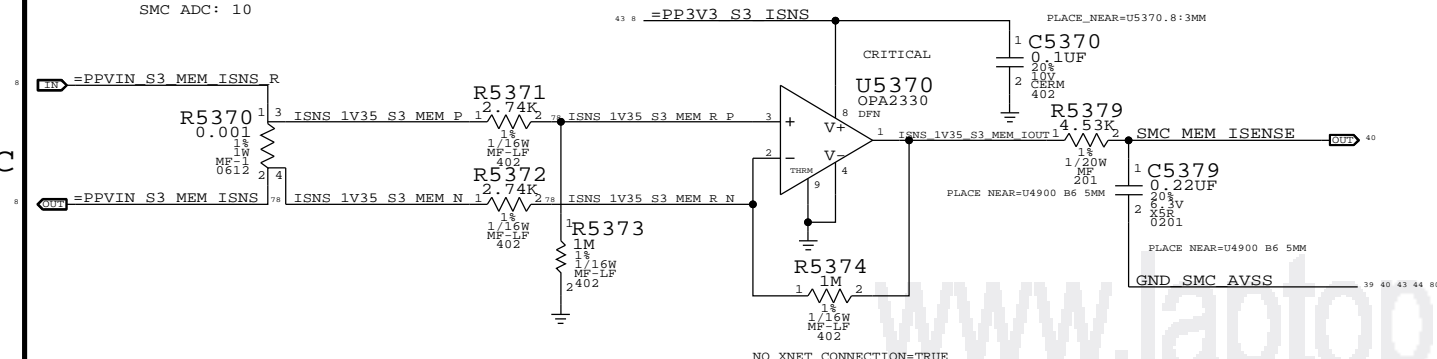 SMC ADC: 10
43 8 =PP3V3 S3 ISNS
PLACE_NEAR=U5370.8:3MM
CRITICAL
1 C5370
0.1UF
20%
10V
2 CERM
402
8 IN =PPVIN_S3_MEM_ISNS_R
U5370
OPA2330
DFN
8
V+
V-
THRM
9
4
3 +
2 -
1
R5370
0.001
1%
1W
MF-1
0612
1 3
2 4
ISNS 1V35 S3 MEM P
R5371
2.74K
1 2
1%
1/16W
MF-LF
402
78 ISNS 1V35 S3 MEM R P
ISNS_1V35_S3_MEM_IOUT
R5379
4.53K
1 2
1%
1/20W
MF
201
SMC MEM ISENSE
OUT 40
PLACE NEAR=U4900 B6 5MM
1 C5379
0.22UF
20%
6.3V
2 X5R
0201
PLACE NEAR=U4900 B6 5MM
8 OUT =PPVIN S3 MEM ISNS
78 ISNS 1V35 S3 MEM N
R5372
2.74K
1 2
1%
1/16W
MF-LF
402
78 ISNS 1V35 S3 MEM R N
1 R5373
1M
1%
1/16W
MF-LF
2 402
R5374
1M
1 2
1%
1/16W
MF-LF
402
NO XNET CONNECTION=TRUE
GND SMC AVSS
39 40 43 44 80
www.laptop